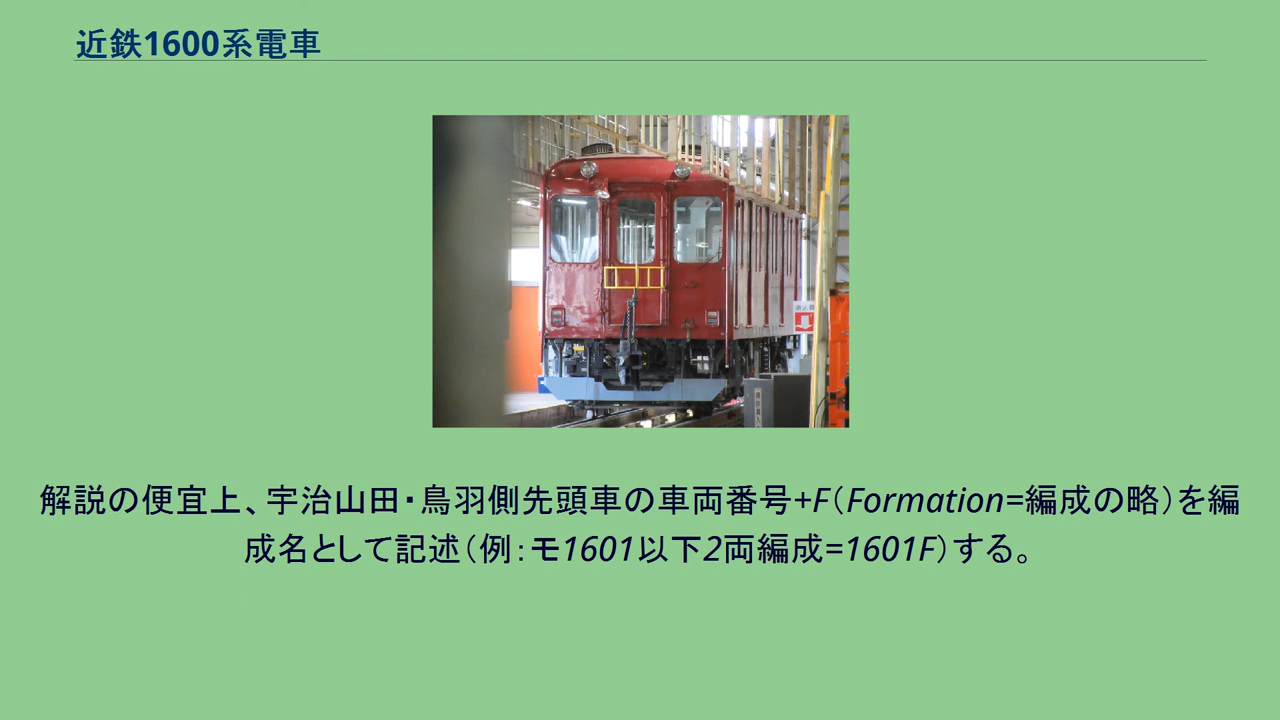 近鉄1600系電車
解説の便宜上、宇治山田・鳥羽側先頭車の車両番号+F（Formation=編成の略）を編
成名として記述（例：モ1601以下2両編成=1601F）する。